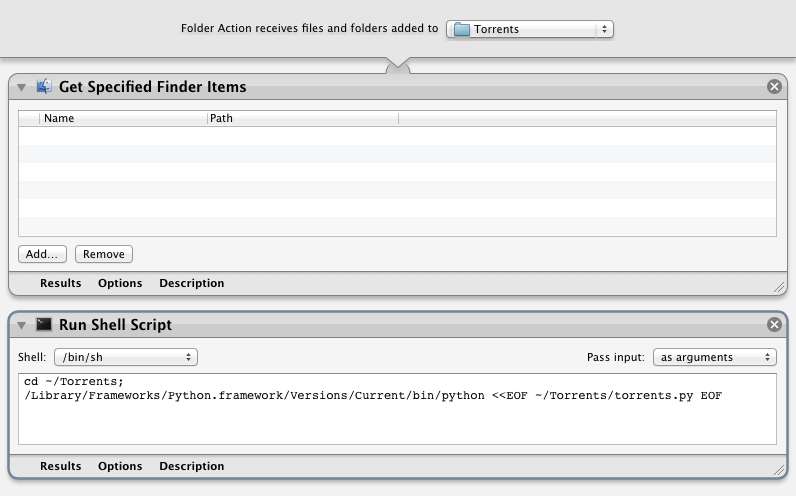 Folder Action receives files and folders added to Torrents
Get Specified Finder Items
Name Path
Add... Remove
Results Options Description
Run Shell Script
Shell: /bin/sh Pass input: as arguments
cd ~/Torrents;
/Library/Frameworks/Python.framework/Versions/Current/bin/python <<EOF ~/Torrents/torrents.py EOF
Results Options Description